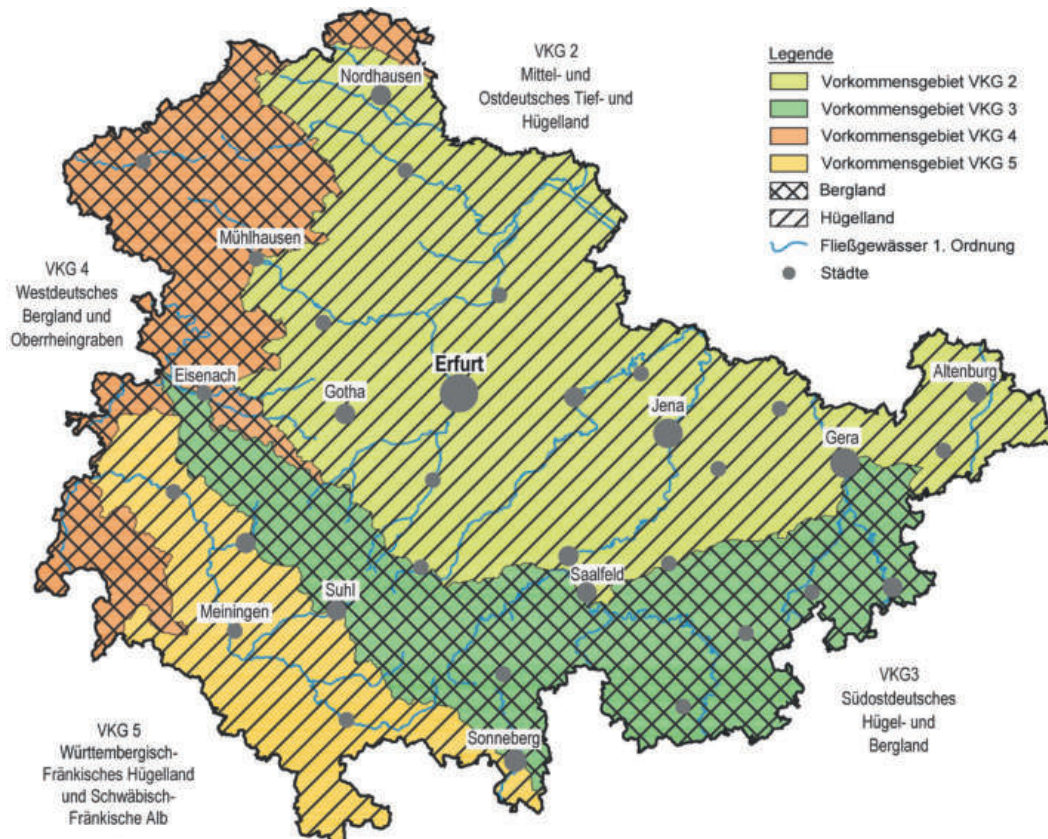 VKG 2
Mittel- und
Ostdeutsches Tief- und
Hügelland
Legende
Vorkommensgebiet VKG 2
Vorkommensgebiet VKG 3
Vorkommensgebiet VKG 4
Vorkommensgebiet VKG 5
Bergland
Hügelland
Fließgewässer 1. Ordnung
Städte
Nordhausen
Mühlhausen
VKG 4
Westdeutsches
Bergland und
Oberrheingraben
Eisenach
Gotha
Erfurt
Jena
Gera
Altenburg
Saalfeld
Suhl
Meiningen
Sonneberg
VKG3
Südostdeutsches
Hügel- und
Bergland
VKG 5
Württembergisch-
Fränkisches Hügelland
und Schwäbisch-
Fränkische Alb